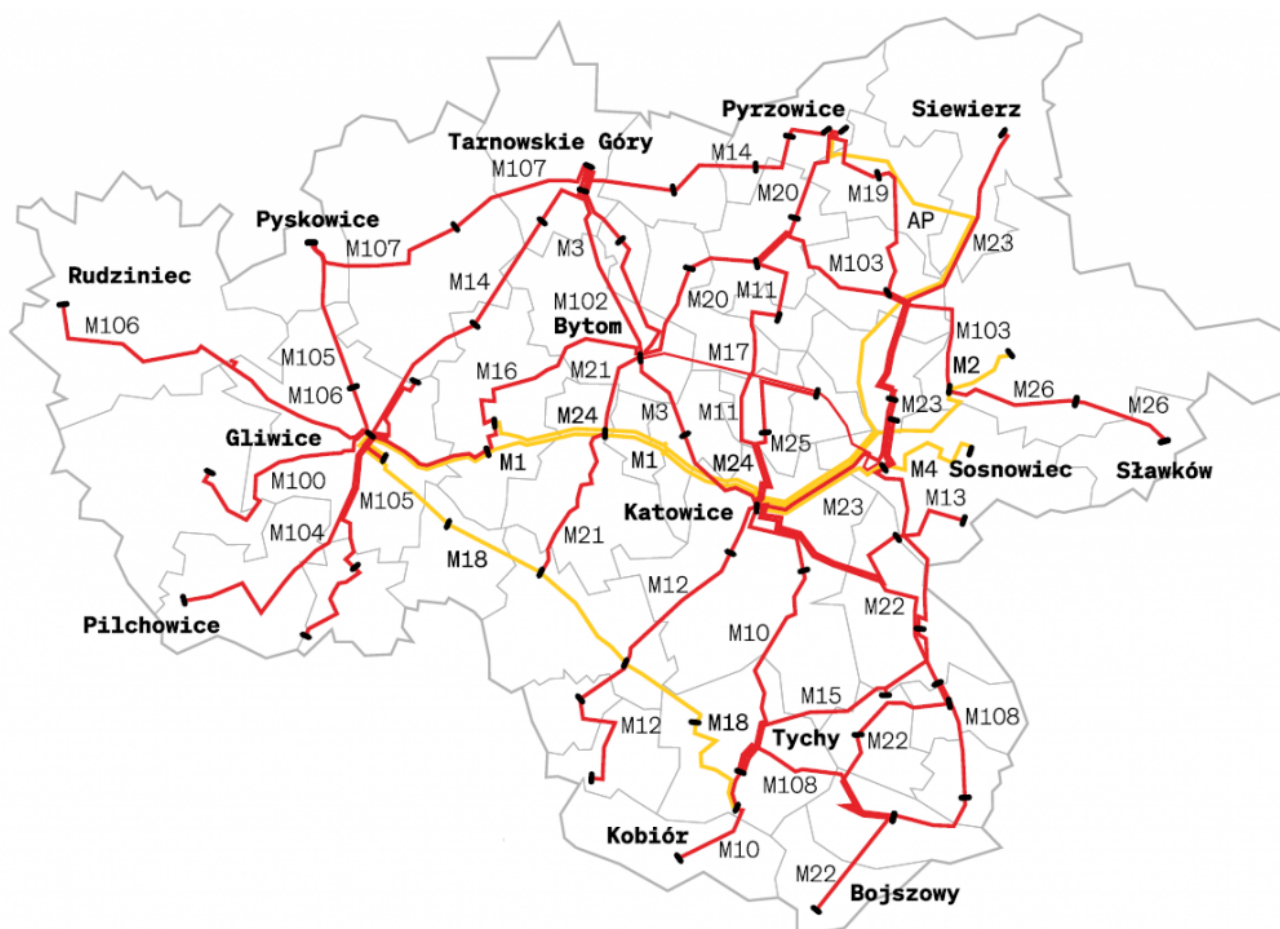 Pyrzowice
Siewierz
Tarnowskie Góry
M107
M14
M20
M19
AP
Pyskowice
M107
M3
M103
M23
Rudziniec
M14
M102
M20
M11
M106
Bytom
M103
M105
M16
M21
M17
M2
M26
M106
M24
M3
M11
M23
M26
Gliwice
M1
M1
M24
M25
M4
Sosnowiec
Sławków
M100
M105
Katowice
M23
M13
M104
M18
M21
M12
M22
Pilchowice
M10
M15
M12
M18
Tychy
M22
M108
M108
Kobiór
M10
M22
Bojszowy